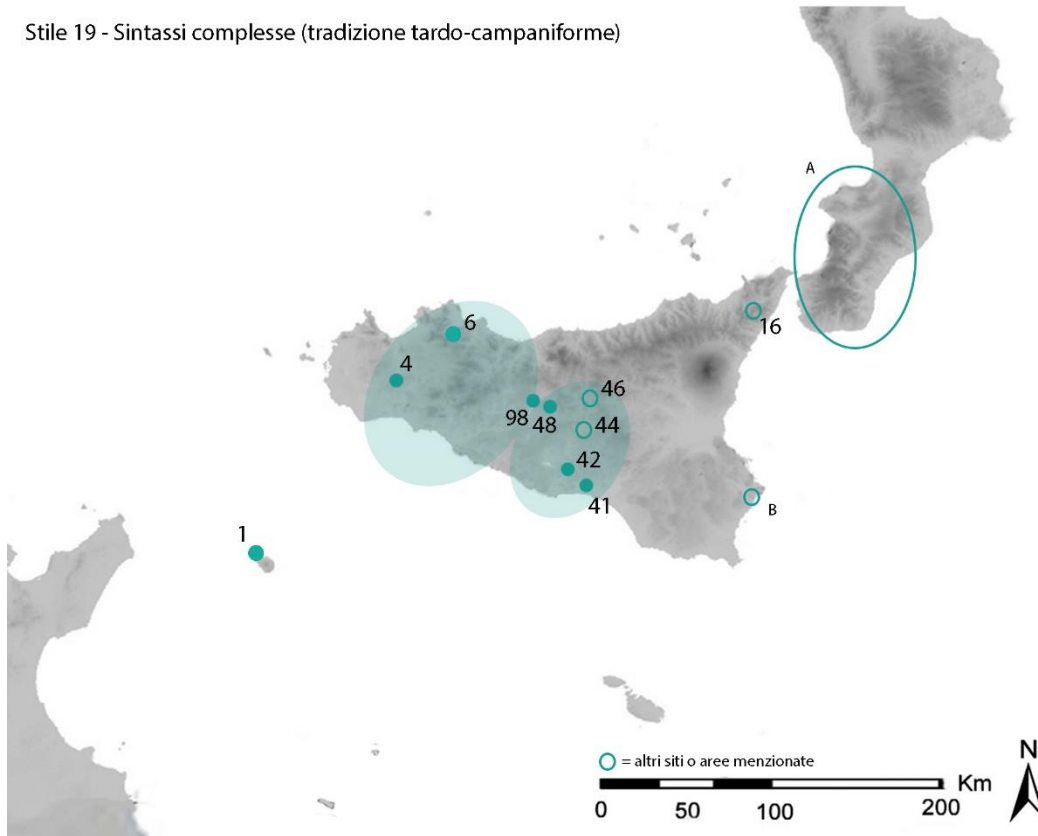 Stile 19 - Sintassi complesse (tradizione tardo-campaniforme)
A
16
6
4
46
98
48
44
42
41
B
1
= altri siti o aree menzionate
N
Km
0 50 100 200